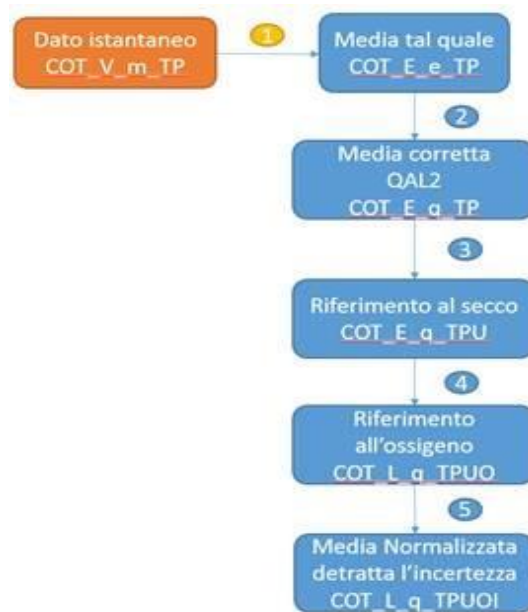 Dato istantaneo
COT_V_m_TP
1
Media tal quale
COT_E_e_TP
2
Media corretta
QAL2
COT_E_q_TP
3
Riferimento al secco
COT_E_q_TPU
4
Riferimento
all'ossigeno
COT_L_q_TPUO
5
Media Normalizzata
detratta l'incertezza
COT_L_q_TPUOI